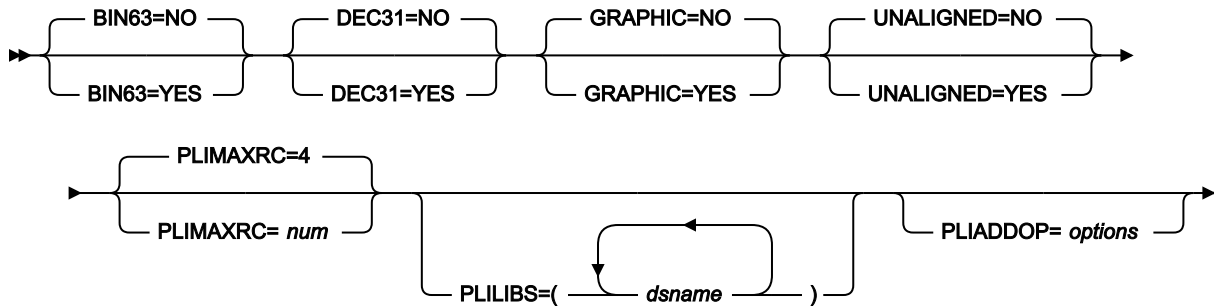 BIN63=NO DEC31=NO GRAPHIC=NO UNALIGNED=NO
BIN63=YES DEC31=YES GRAPHIC=YES UNALIGNED=YES
PLIMAXRC=4
PLIMAXRC= num PLIADDOP= options
PLILIBS=( dsname )